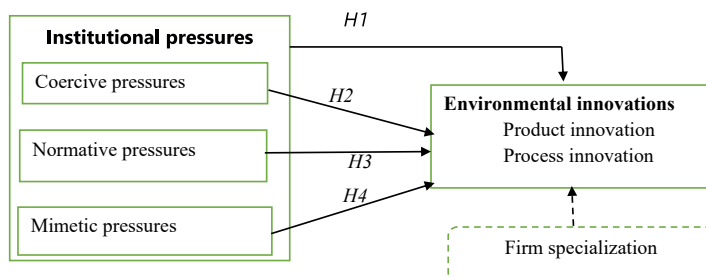 H1
Institutional pressures
Coercive pressures
H2
Environmental innovations
Product innovation
Normative pressures
H3
Process innovation
H4
Mimetic pressures
Firm specialization